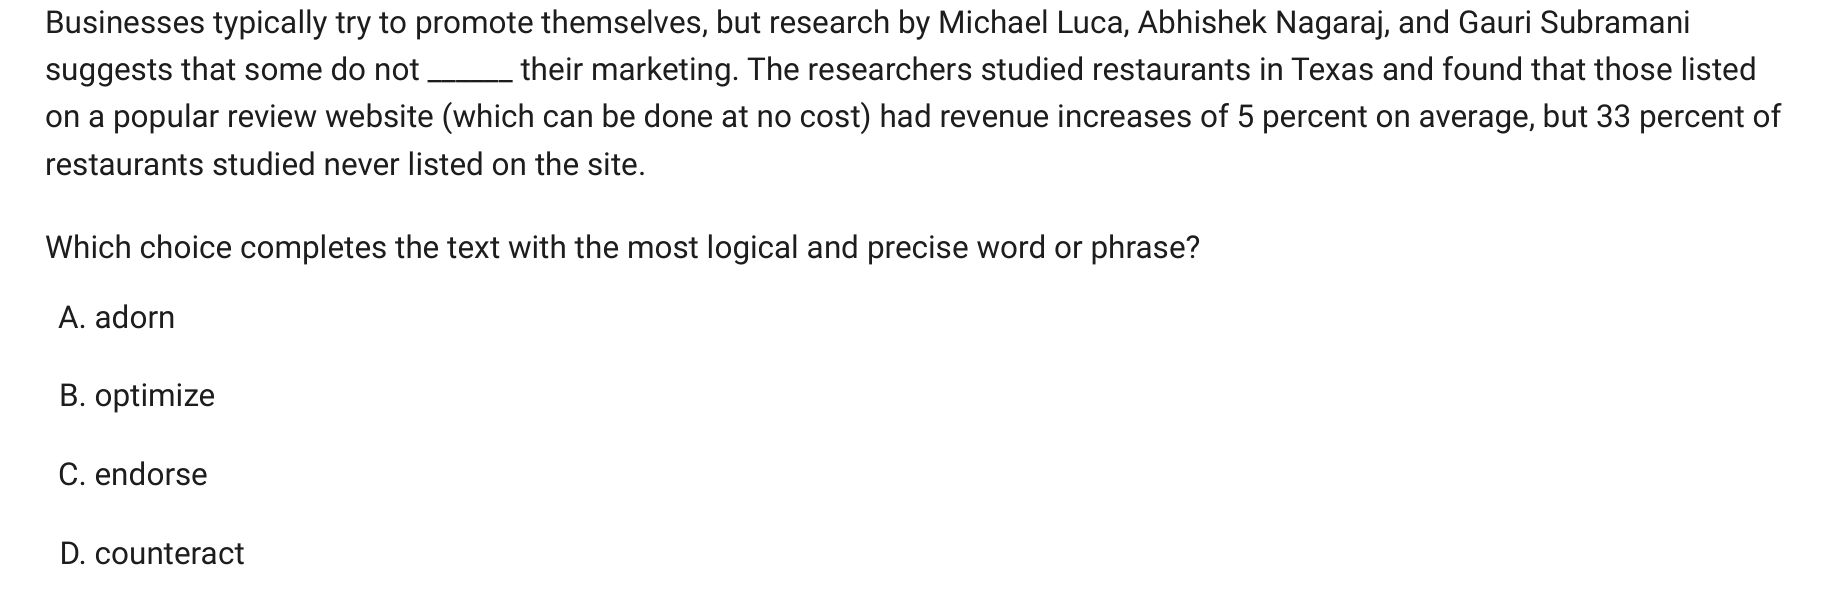 Businesses typically try to promote themselves, but research by Michael Luca, Abhishek Nagaraj, and Gauri Subramani
suggests that some do not ______ their marketing. The researchers studied restaurants in Texas and found that those listed
on a popular review website (which can be done at no cost) had revenue increases of 5 percent on average, but 33 percent of
restaurants studied never listed on the site.
Which choice completes the text with the most logical and precise word or phrase?
A. adorn
B. optimize
C. endorse
D. counteract